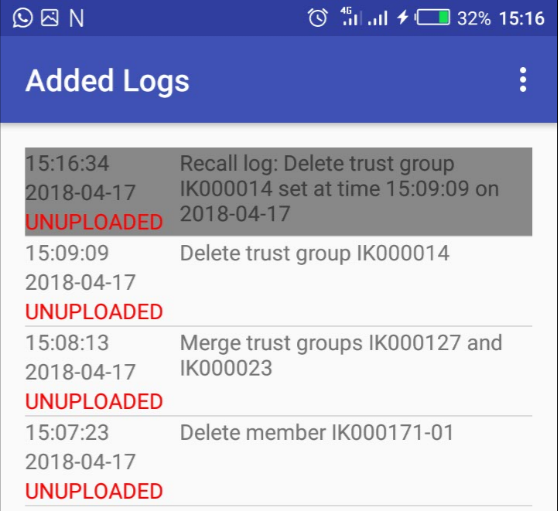 N 4G 32% 15:16
Added Logs
15:16:34
2018-04-17
UNUPLOADED
Recall log: Delete trust group
IK000014 set at time 15:09:09 on
2018-04-17
15:09:09
2018-04-17
UNUPLOADED
Delete trust group IK000014
15:08:13
2018-04-17
UNUPLOADED
Merge trust groups IK000127 and
IK000023
15:07:23
2018-04-17
UNUPLOADED
Delete member IK000171-01